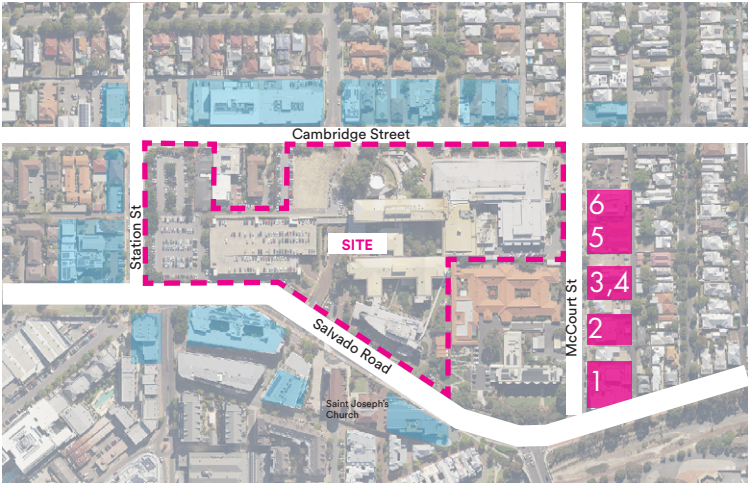 Cambridge Street
Station St
SITE
6
5
3,4
2
1
McCourt St
Salvado Road
Saint Joseph's
Church